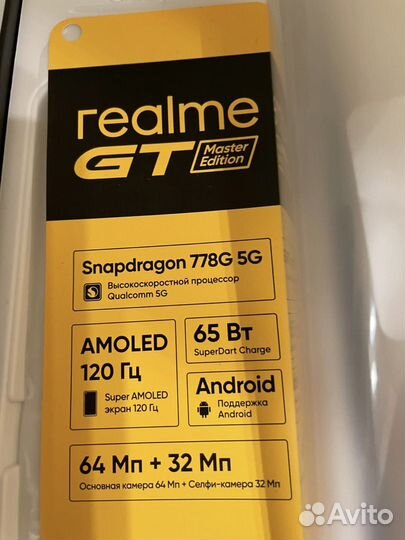 realme
GT Master
Edition
Snapdragon 778G 5G
Высокоскоростной процессор
Qualcomm 5G
AMOLED
120 Гц
Super AMOLED
экран 120 Гц
65 Вт
SuperDart Charge
Android
Поддержка
Android
64 Мп + 32 Мп
Основная камера 64 Мп + Селфи-камера 32 Мп
Avito